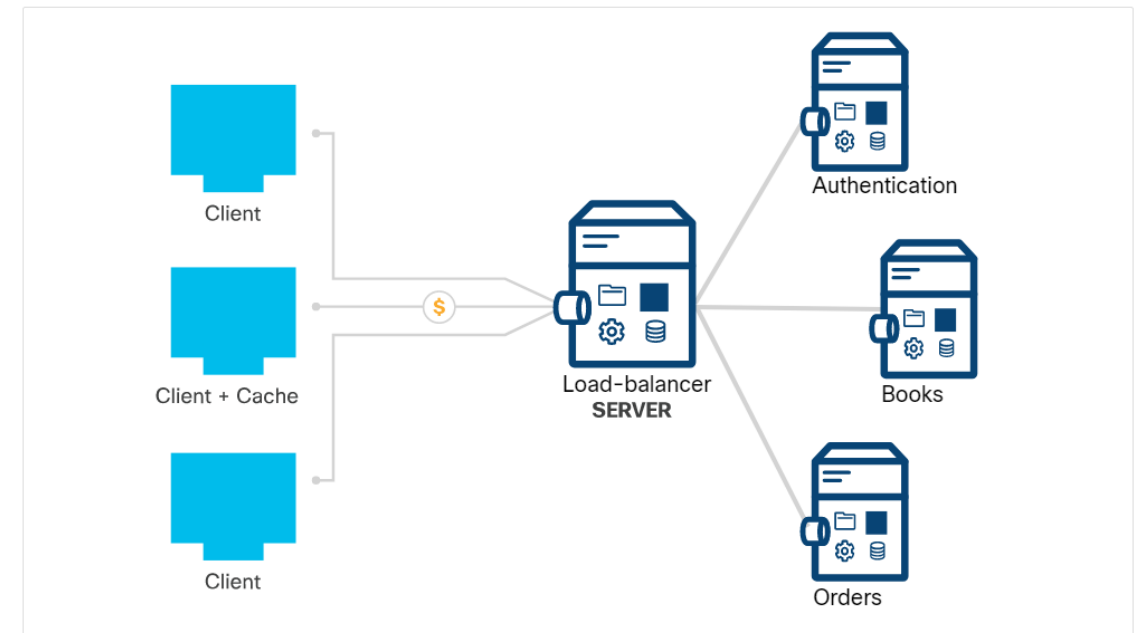 Client
Client + Cache
Client
$
Load-balancer
SERVER
Authentication
Books
Orders